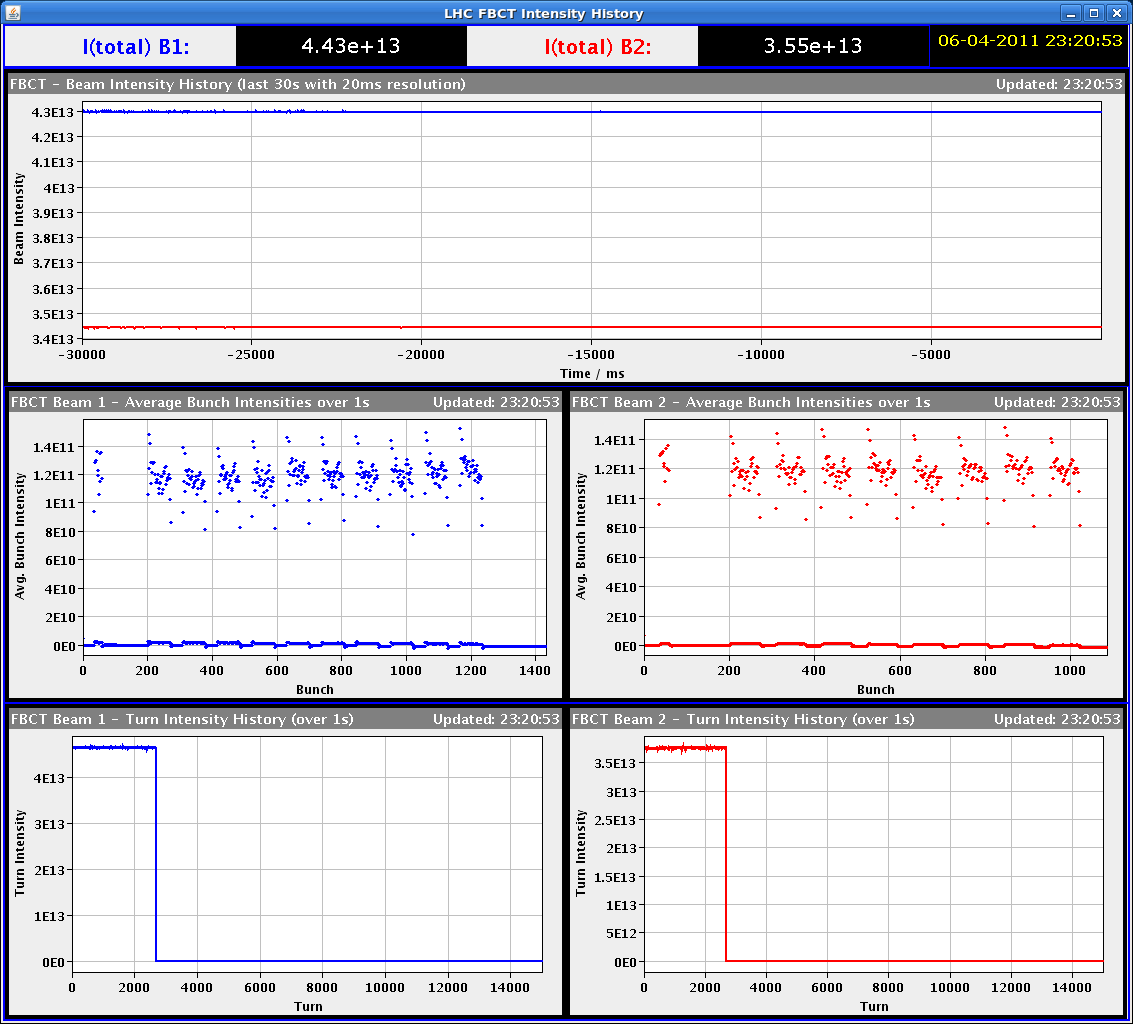 LHC FBCT Intensity History
I(total) B1: 4.43e+13 I(total) B2: 3.55e+13 06-04-2011 23:20:53
FBCT - Beam Intensity History (last 30s with 20ms resolution) Updated: 23:20:53
4.3E13
4.2E13
4.1E13
4E13
3.9E13
3.8E13
3.7E13
3.6E13
3.5E13
3.4E13
Beam Intensity
-30000 -25000 -20000 -15000 -10000 -5000
Time / ms
FBCT Beam 1 - Average Bunch Intensities over 1s Updated: 23:20:53
1.4E11
1.2E11
1E11
8E10
6E10
4E10
2E10
0E0
Avg. Bunch Intensity
0 200 400 600 800 1000 1200 1400
Bunch
FBCT Beam 2 - Average Bunch Intensities over 1s Updated: 23:20:53
1.4E11
1.2E11
1E11
8E10
6E10
4E10
2E10
0E0
Avg. Bunch Intensity
0 200 400 600 800 1000
Bunch
FBCT Beam 1 - Turn Intensity History (over 1s) Updated: 23:20:53
4E13
3E13
2E13
1E13
0E0
Turn Intensity
0 2000 4000 6000 8000 10000 12000 14000
Turn
FBCT Beam 2 - Turn Intensity History (over 1s) Updated: 23:20:53
3.5E13
3E13
2.5E13
2E13
1.5E13
1E13
5E12
0E0
Turn Intensity
0 2000 4000 6000 8000 10000 12000 14000
Turn